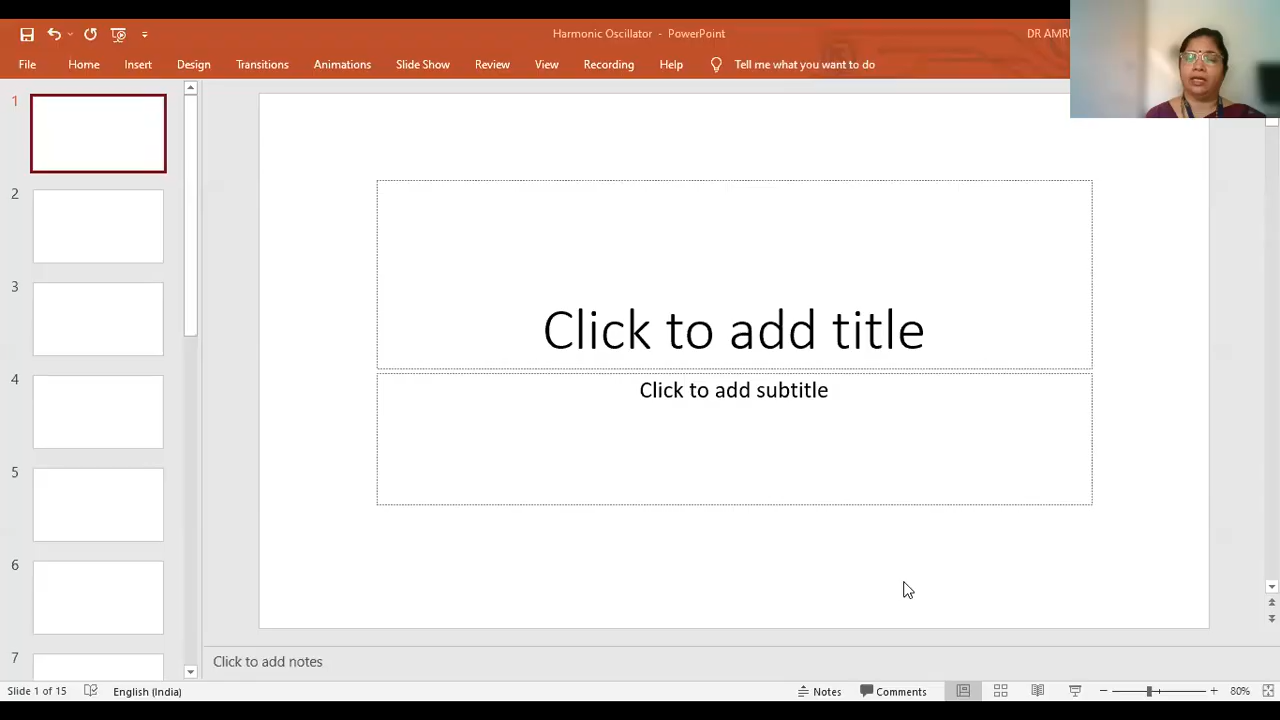 Harmonic Oscillator - PowerPoint
DR AMRU
File Home Insert Design Transitions Animations Slide Show Review View Recording Help Tell me what you want to do
1
2
3
4
5
6
7
Click to add title
Click to add subtitle
Click to add notes
Slide 1 of 15 English (India) Notes Comments 80%